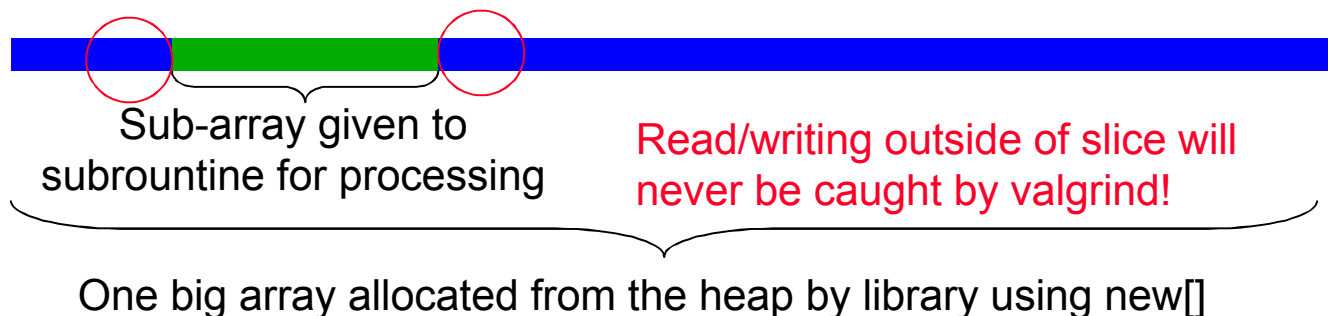 Sub-array given to
subrountine for processing
Read/writing outside of slice will
never be caught by valgrind!
One big array allocated from the heap by library using new[]